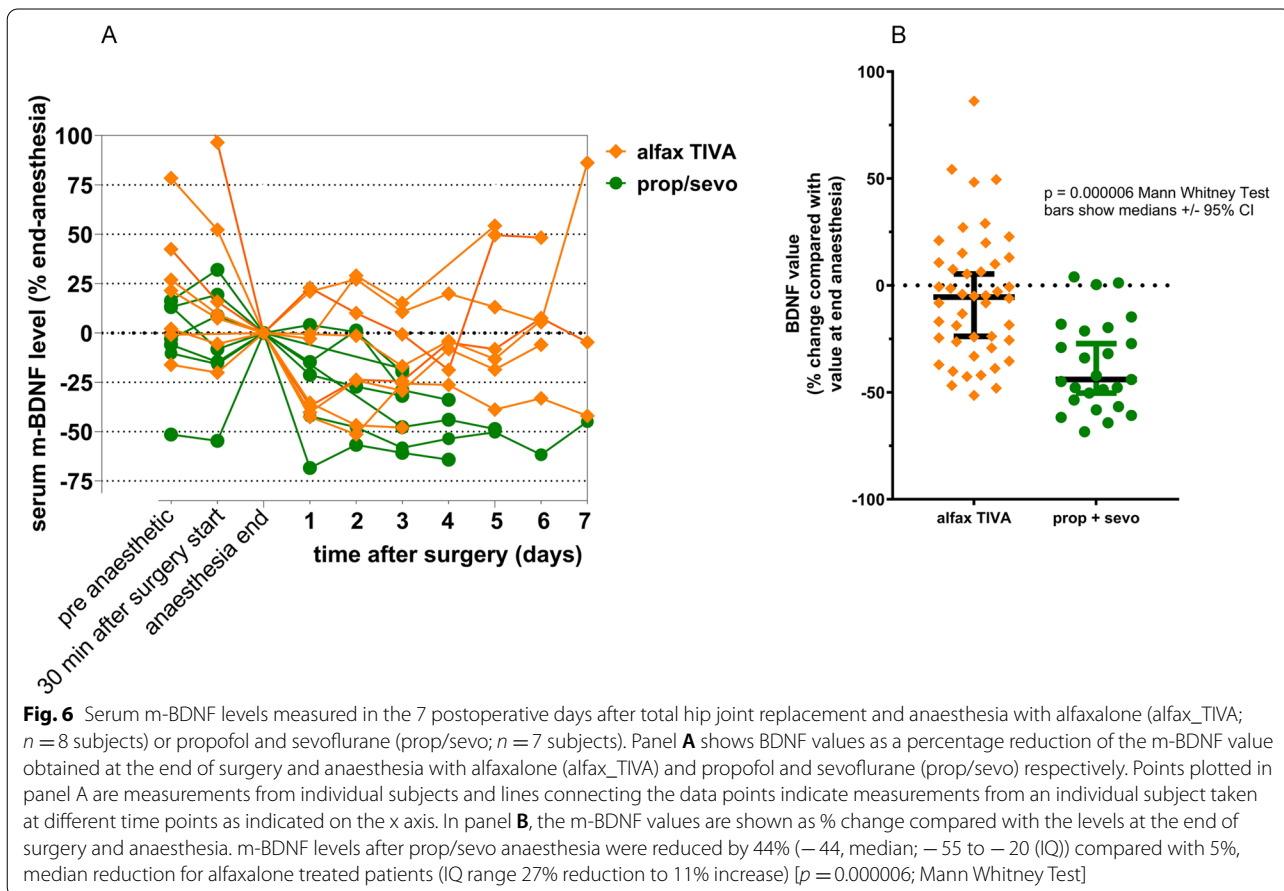 A
serum m-BDNF level (% end-anesthesia)
100
75
50
25
0
-25
-50
-75
pre anaesthetic
30 min after surgery start
anaesthesia end
1 2 3 4 5 6 7
time after surgery (days)
alfax TIVA
prop/sevo
B
BDNF value
(% change compared with
value at end anaesthesia)
100
50
0
-50
-100
p = 0.000006 Mann Whitney Test
bars show medians +/- 95% CI
alfax TIVA prop + sevo
Fig. 6 Serum m-BDNF levels measured in the 7 postoperative days after total hip joint replacement and anaesthesia with alfaxalone (alfax_TIVA;
n = 8 subjects) or propofol and sevoflurane (prop/sevo; n = 7 subjects). Panel A shows BDNF values as a percentage reduction of the m-BDNF value
obtained at the end of surgery and anaesthesia with alfaxalone (alfax_TIVA) and propofol and sevoflurane (prop/sevo) respectively. Points plotted in
panel A are measurements from individual subjects and lines connecting the data points indicate measurements from an individual subject taken
at different time points as indicated on the x axis. In panel B, the m-BDNF values are shown as % change compared with the levels at the end of
surgery and anaesthesia. m-BDNF levels after prop/sevo anaesthesia were reduced by 44% (− 44, median; − 55 to − 20 (IQ)) compared with 5%,
median reduction for alfaxalone treated patients (IQ range 27% reduction to 11% increase) [p = 0.000006; Mann Whitney Test]